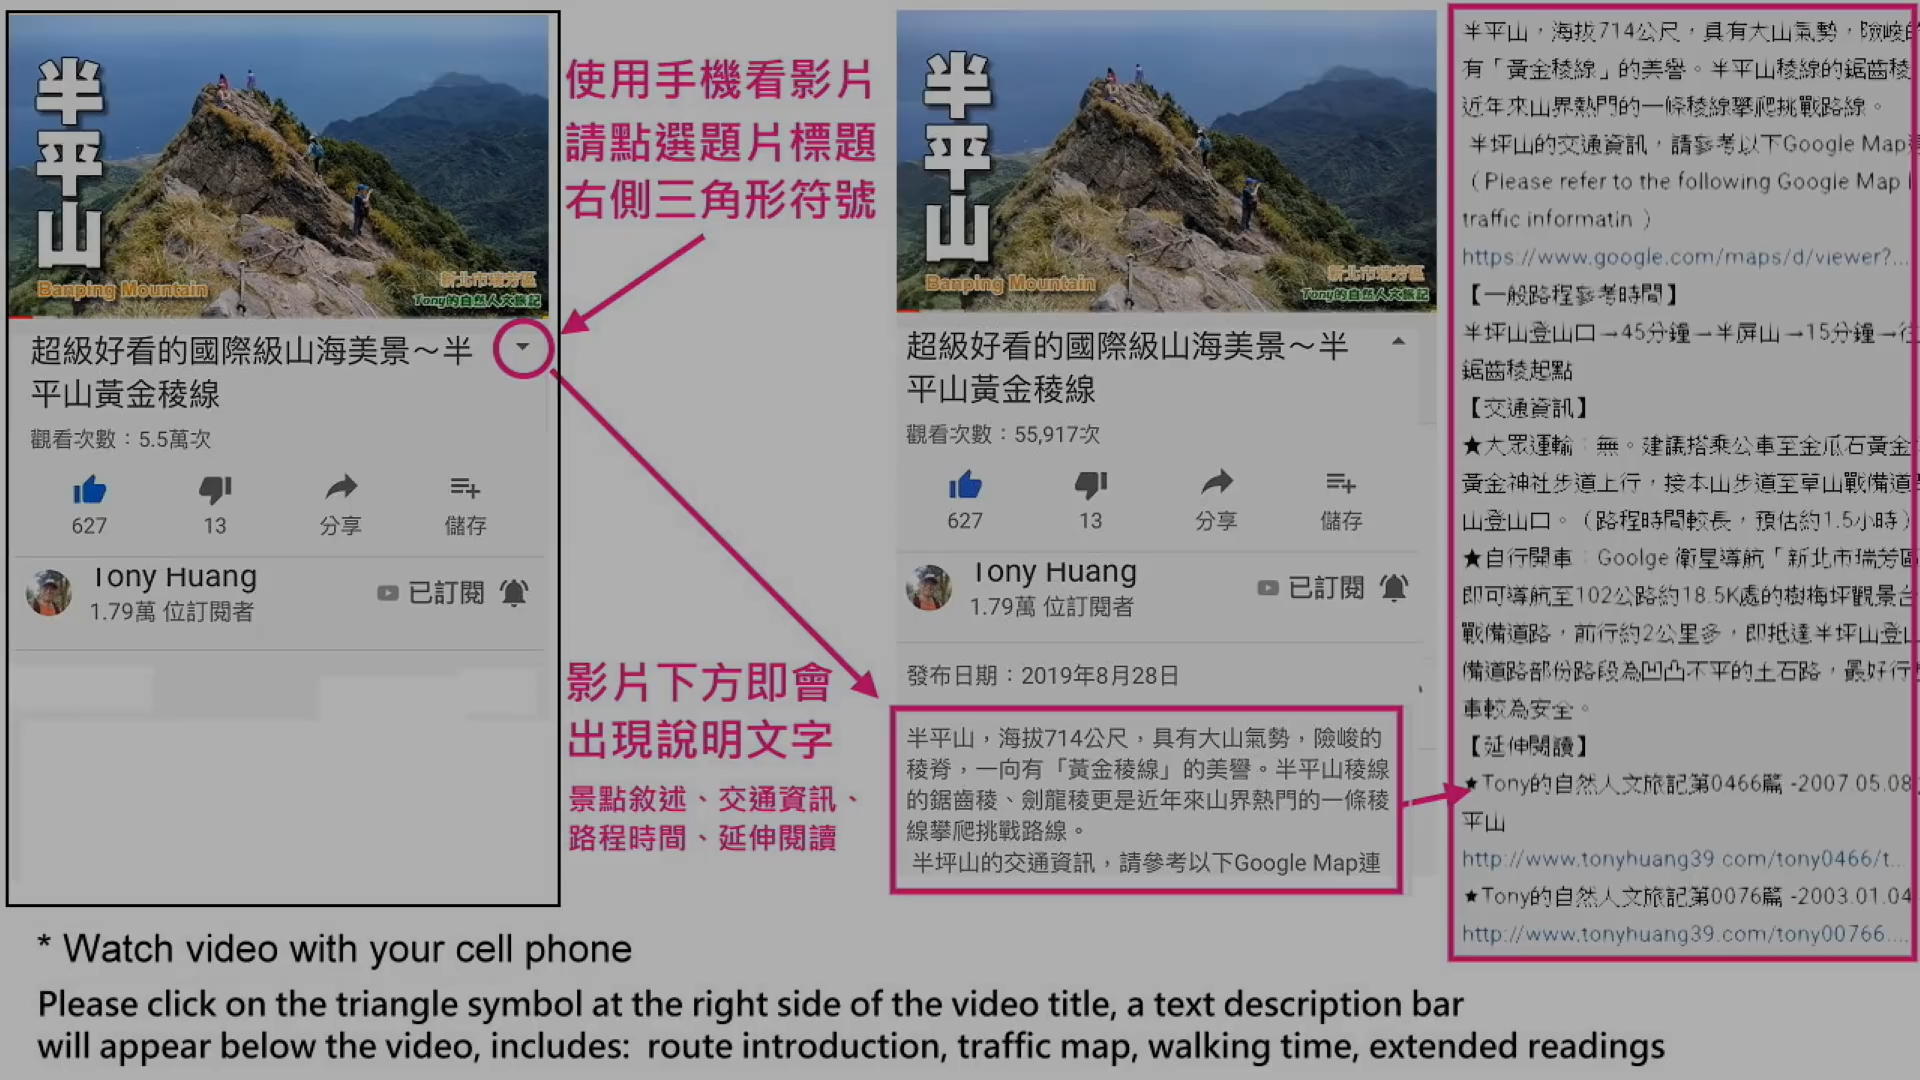 半平山
Banping Mountain
新北市瑞芳區
Tony的自然人文旅記
超級好看的國際級山海美景～半
平山黃金稜線
觀看次數：5.5萬次
627
13
分享
儲存
Tony Huang
1.79萬 位訂閱者
已訂閱
使用手機看影片
請點選題片標題
右側三角形符號
影片下方即會
出現說明文字
景點敘述、交通資訊、
路程時間、延伸閱讀
半平山
Banping Mountain
新北市瑞芳區
Tony的自然人文旅記
超級好看的國際級山海美景～半
平山黃金稜線
觀看次數：55,917次
627
13
分享
儲存
Tony Huang
1.79萬 位訂閱者
已訂閱
發布日期：2019年8月28日
半平山，海拔714公尺，具有大山氣勢，險峻的
稜脊，一向有「黃金稜線」的美譽。半平山稜線
的鋸齒稜、劍龍稜更是近年來山界熱門的一條稜
線攀爬挑戰路線。
半坪山的交通資訊，請參考以下Google Map連
半平山，海拔714公尺，具有大山氣勢，險峻的
有「黃金稜線」的美譽。半平山稜線的鋸齒稜
近年來山界熱門的一條稜線攀爬挑戰路線。
半坪山的交通資訊，請參考以下Google Map
（Please refer to the following Google Map
traffic informatin ）
https://www.google.com/maps/d/viewer?...
【一般路程參考時間】
半坪山登山口→45分鐘→半屏山→15分鐘→往
鋸齒稜起點
【交通資訊】
★大眾運輸：無。建議搭乘公車至金瓜石黃金
黃金神社步道上行，接本山步道至草山戰備道
山登山口。（路程時間較長，預估約1.5小時）
★自行開車：Goolge 衛星導航「新北市瑞芳區
即可導航至102公路約18.5K處的樹梅坪觀景台
戰備道路，前行約2公里多，即抵達半坪山登山
備道路部份路段為凹凸不平的土石路，最好行
車較為安全。
【延伸閱讀】
★Tony的自然人文旅記第0466篇 -2007.05.08
平山
http://www.tonyhuang39.com/tony0466/t...
★Tony的自然人文旅記第0076篇 -2003.01.04
http://www.tonyhuang39.com/tony00766....
* Watch video with your cell phone
Please click on the triangle symbol at the right side of the video title, a text description bar
will appear below the video, includes: route introduction, traffic map, walking time, extended readings